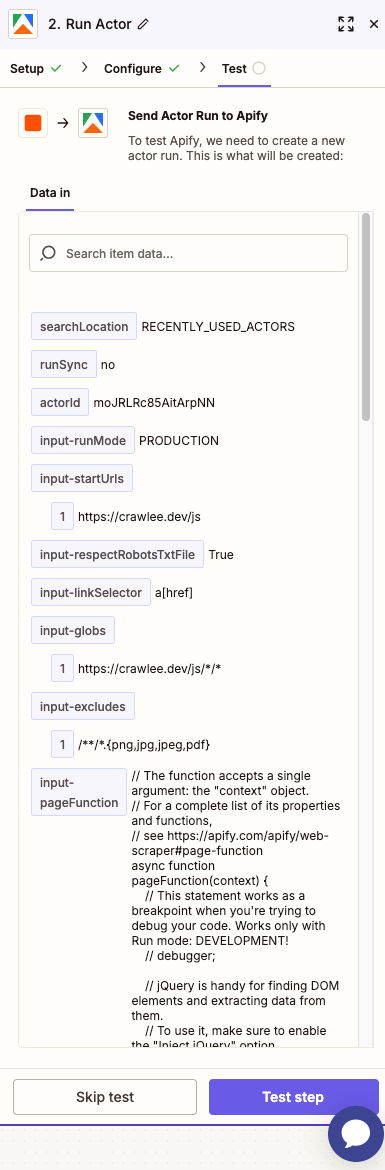 2. Run Actor
Setup
Configure
Test
Send Actor Run to Apify
To test Apify, we need to create a new
actor run. This is what will be created:
Data in
Search item data...
searchLocation RECENTLY_USED_ACTORS
runSync no
actorId moJRLRc85AitArpNN
input-runMode PRODUCTION
input-startUrls
1 https://crawlee.dev/js
input-respectRobotsTxtFile True
input-linkSelector a[href]
input-globs
1 https://crawlee.dev/js/*/*
input-excludes
1 /**/*.{png,jpg,jpeg,pdf}
input-
pageFunction
// The function accepts a single
argument: the "context" object.
// For a complete list of its properties
and functions,
// see https://apify.com/apify/web-
scraper#page-function
async function
pageFunction(context) {
// This statement works as a
breakpoint when you're trying to
debug your code. Works only with
Run mode: DEVELOPMENT!
// debugger;
// jQuery is handy for finding DOM
elements and extracting data from
them.
// To use it, make sure to enable
the "Inject jQuery" option.
Skip test
Test step